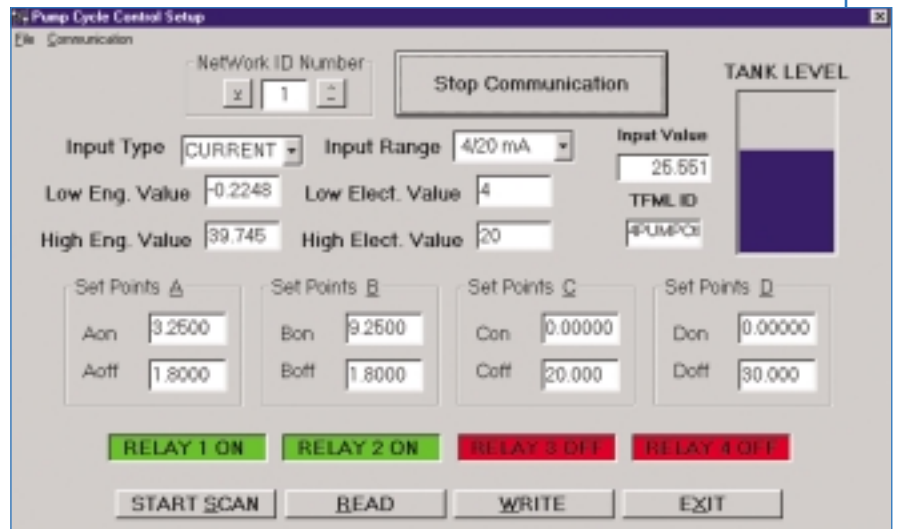 Pump Cycle Control Setup
File Communication
NetWork ID Number
1
Stop Communication
TANK LEVEL
Input Type CURRENT Input Range 4/20 mA
Input Value
25.551
Low Eng. Value -0.2248 Low Elect. Value 4
TFML ID
High Eng. Value 39.745 High Elect. Value 20
Set Points A Set Points B Set Points C Set Points D
Aon 3.2500 Bon 9.2500 Con 0.00000 Don 0.00000
Aoff 1.8000 Boff 1.8000 Coff 20.000 Doff 30.000
RELAY 1 ON RELAY 2 ON RELAY 3 OFF RELAY 4 OFF
START SCAN READ WRITE EXIT